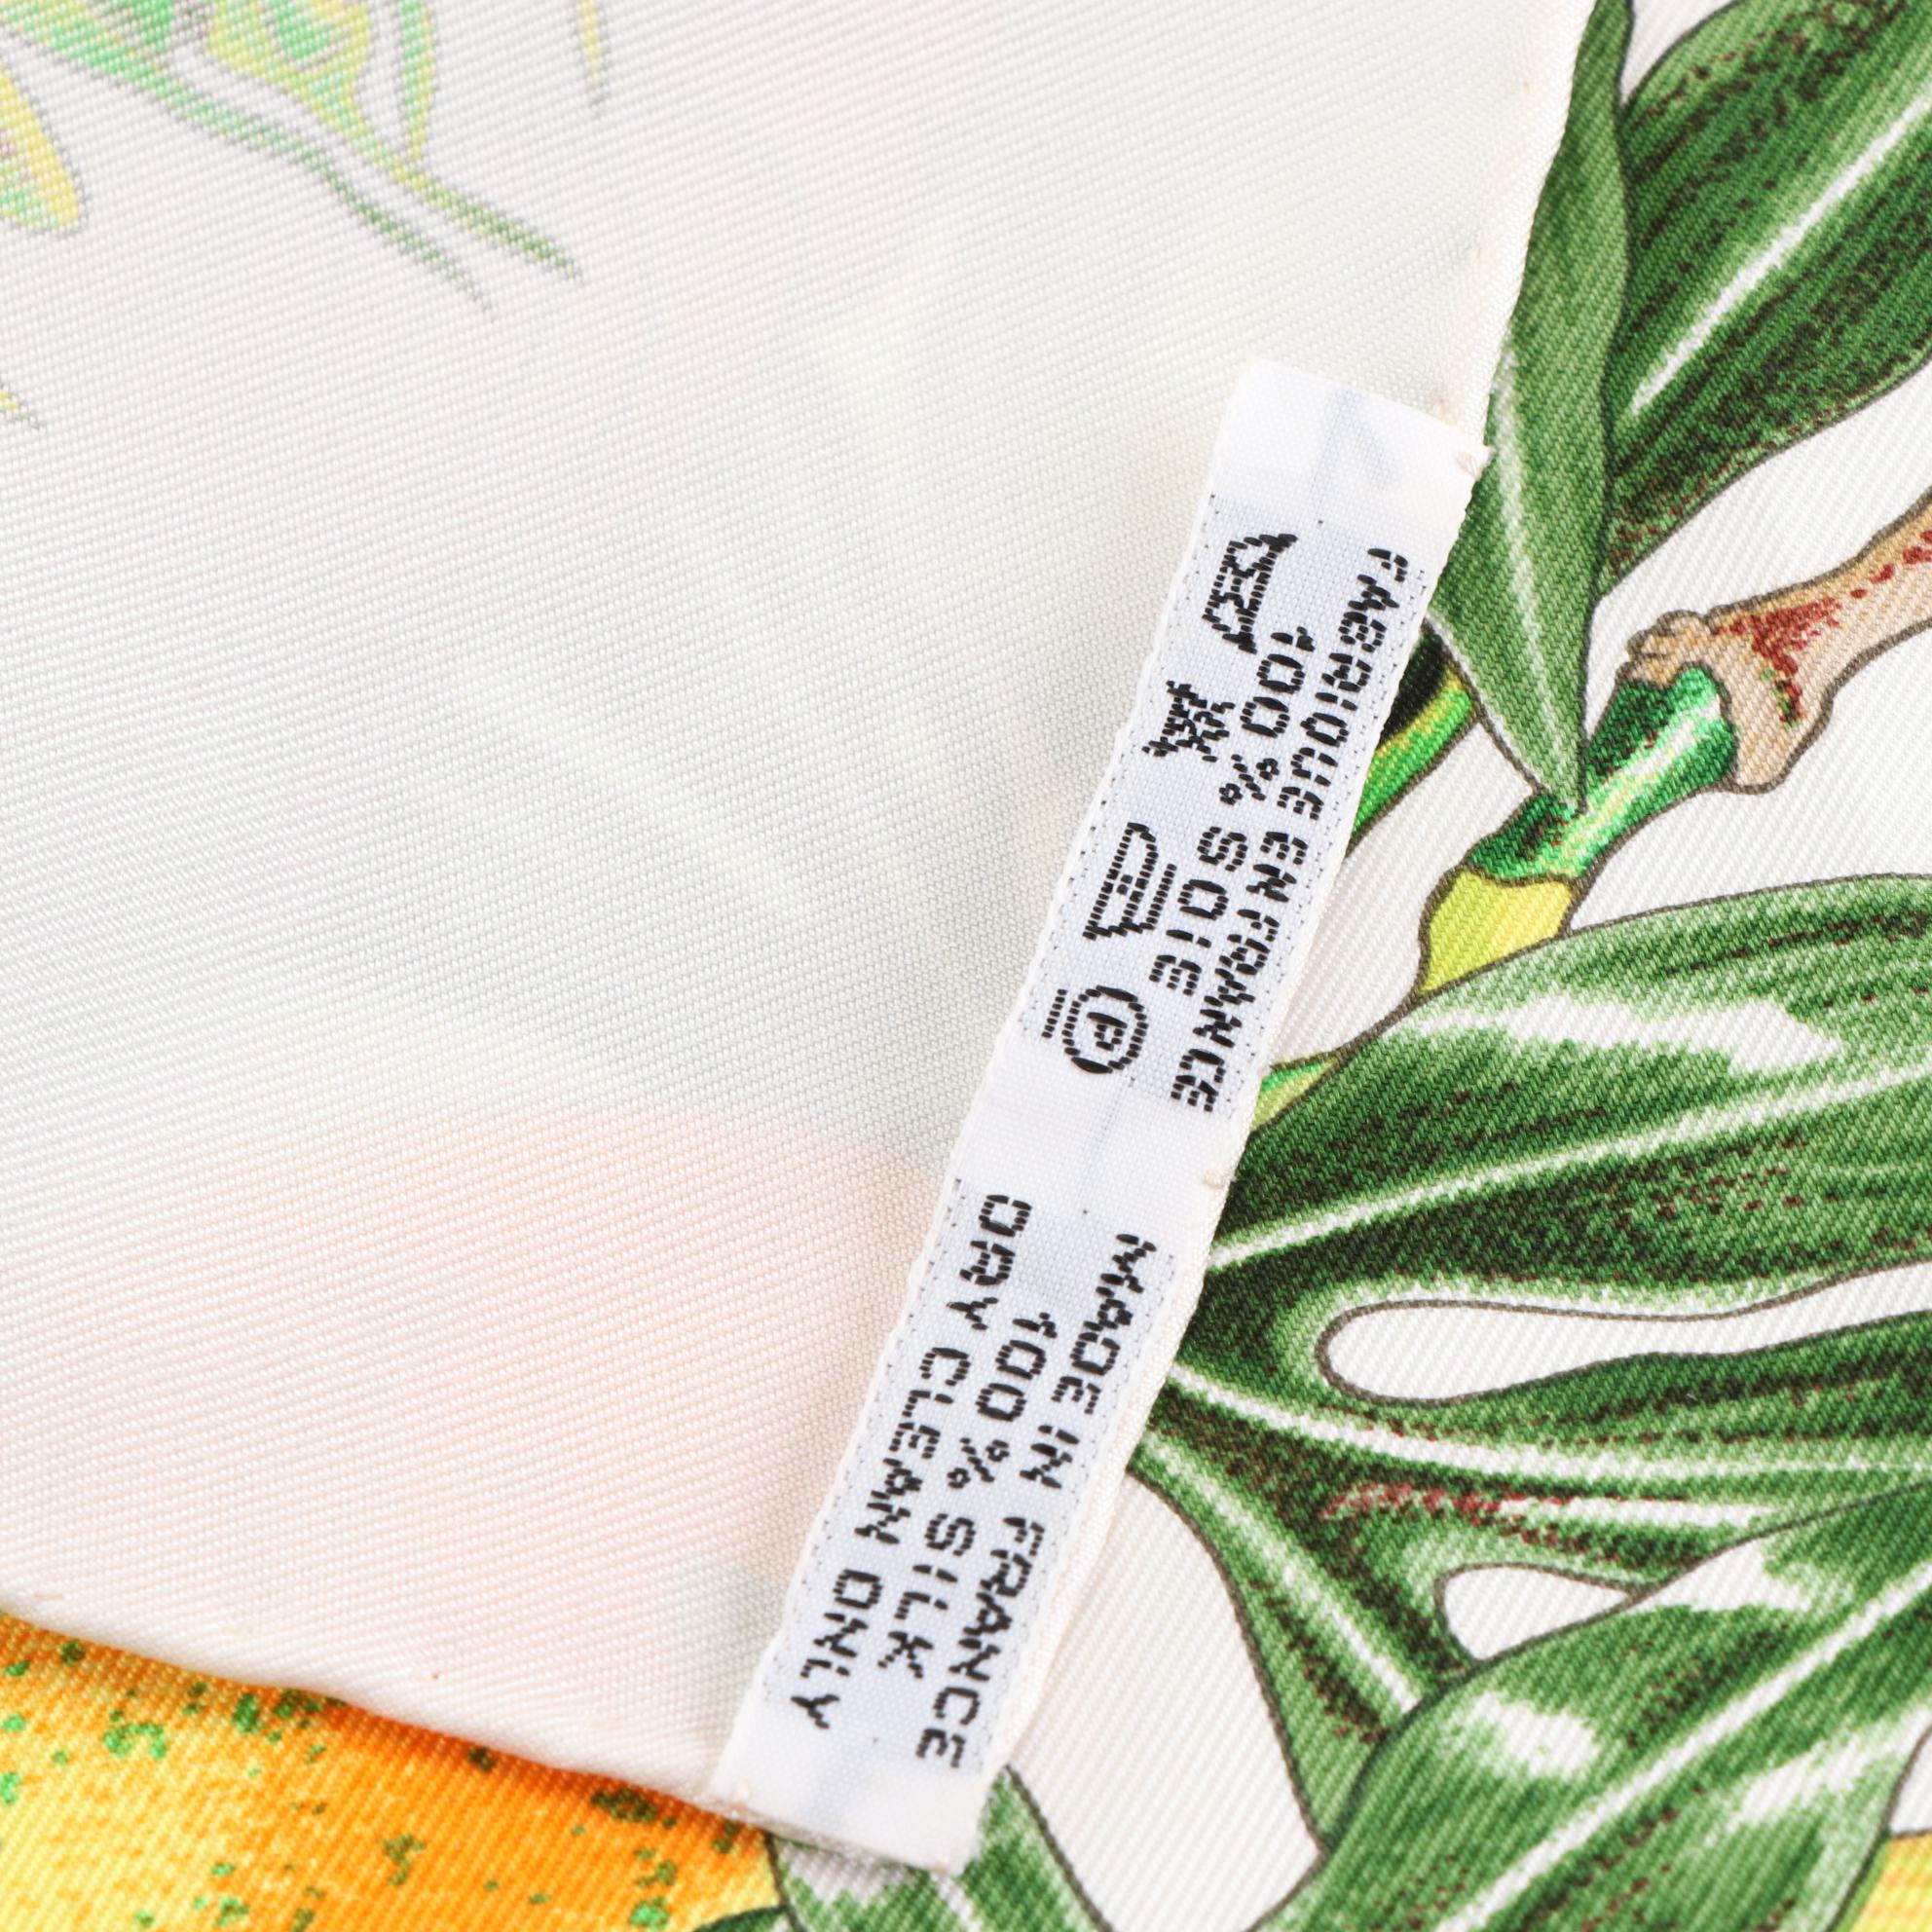 FABRIQUE EN FRANCE
100% SOIE
P
MADE IN FRANCE
100% SILK
DRY CLEAN ONLY